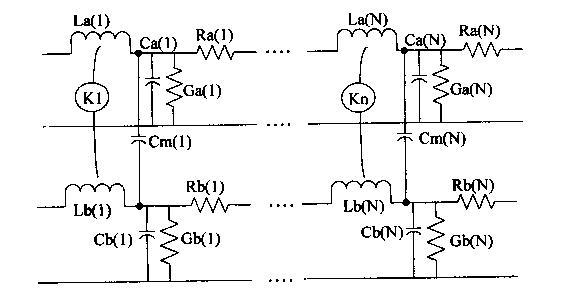 La(1) Ca(1) Ra(1) La(N) Ca(N) Ra(N)
K1 Ga(1) Kn Ga(N)
.... ....
Cm(1) Cm(N)
Rb(1) Rb(N)
Lb(1) .... Lb(N)
Cb(1) Gb(1) Cb(N) Gb(N)
....